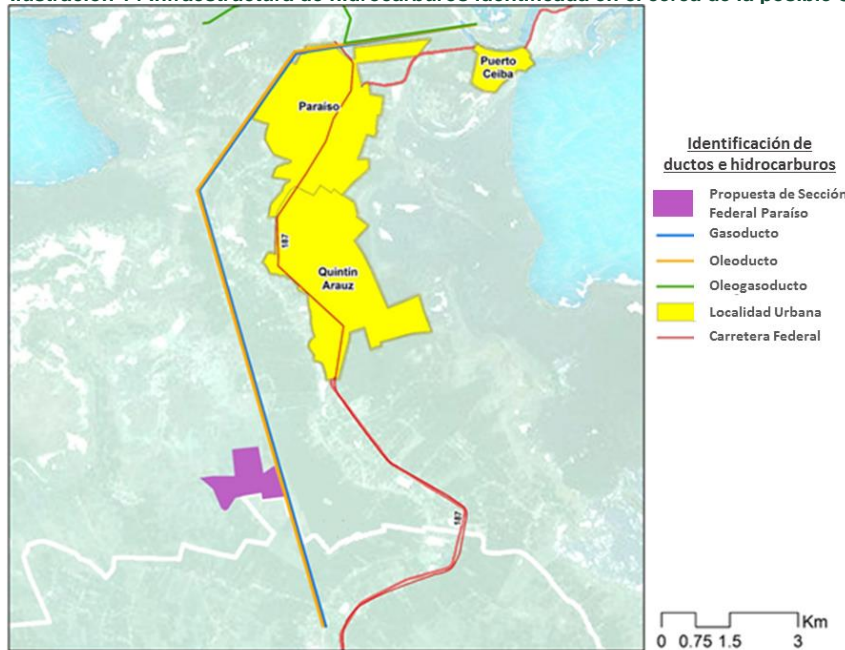 Puerto
Ceiba
Paraíso
187
Quintín
Arauz
187
Identificación de
ductos e hidrocarburos
Propuesta de Sección
Federal Paraíso
Gasoducto
Oleoducto
Oleogasoducto
Localidad Urbana
Carretera Federal
Km
0 0.75 1.5 3